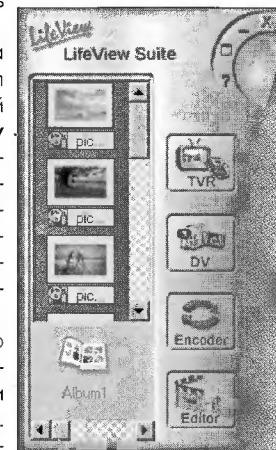 LifeView
LifeView Suite
X
?
pic...
TVR
pic...
DV
pic...
Encoder
Album1
Editor